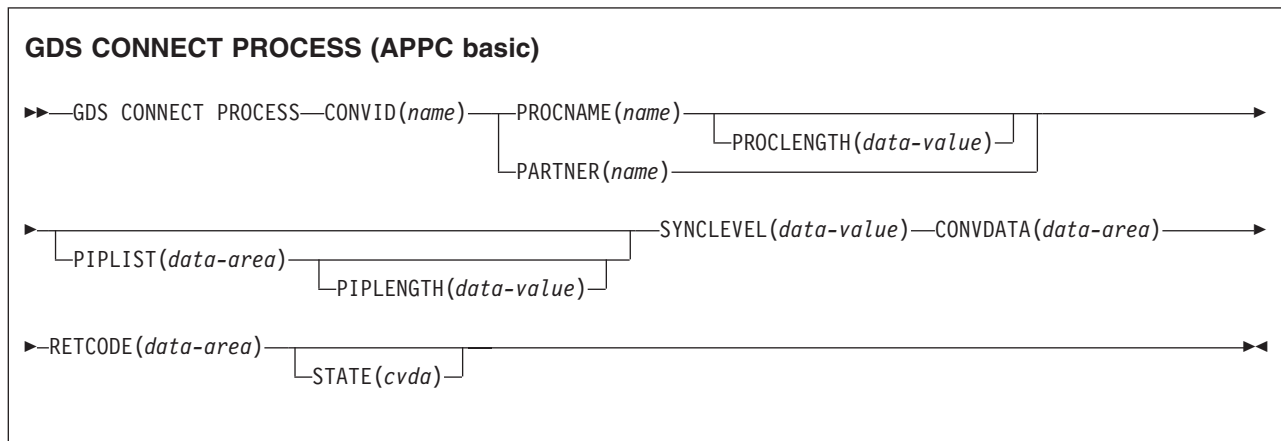 GDS CONNECT PROCESS (APPC basic)
GDS CONNECT PROCESS CONVID(name) PROCNAME(name)
PROCLENGTH(data-value)
PARTNER(name)
SYNCLEVEL(data-value) CONVDATA(data-area)
PIPLIST(data-area)
PIPLENGTH(data-value)
RETCODE(data-area)
STATE(cvda)